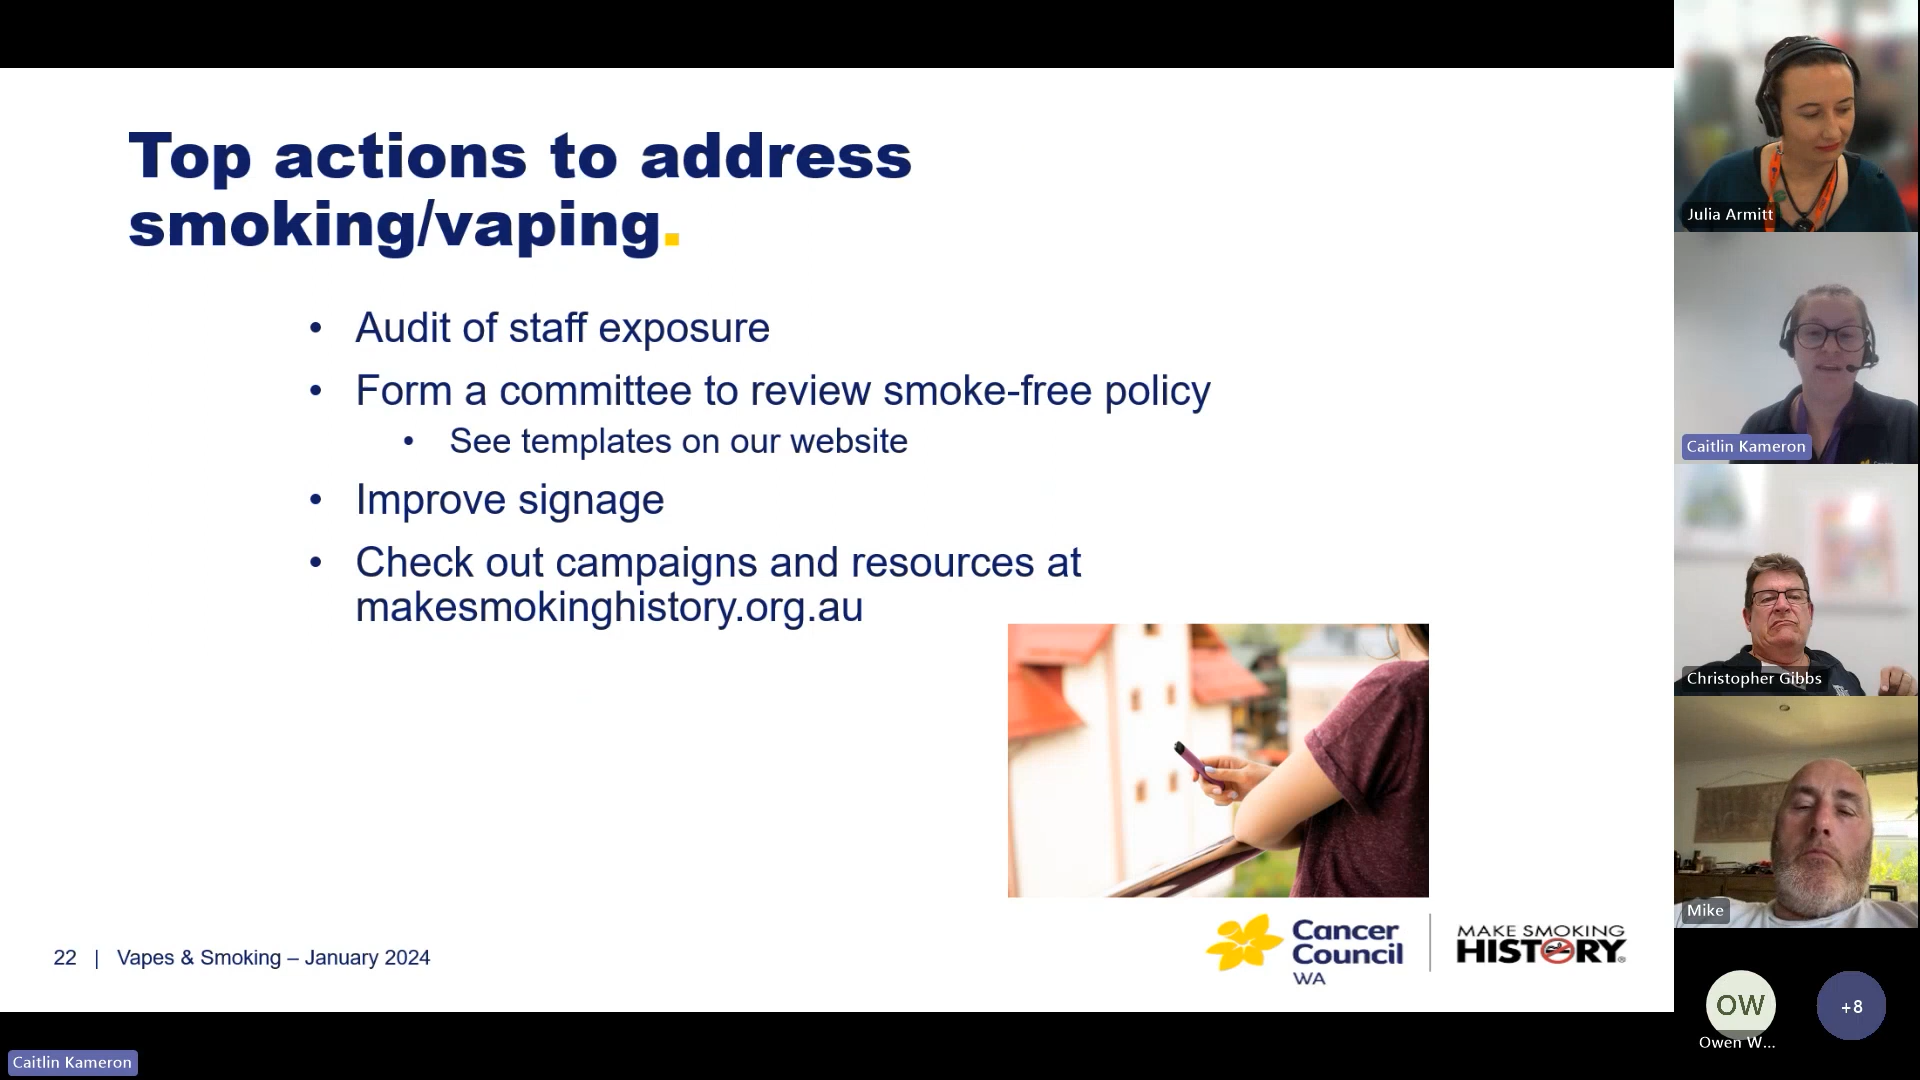 Top actions to address
smoking/vaping.
• Audit of staff exposure
• Form a committee to review smoke-free policy
• See templates on our website
• Improve signage
• Check out campaigns and resources at
makesmokinghistory.org.au
22 | Vapes & Smoking – January 2024
Cancer
Council
WA
MAKE SMOKING
HISTORY®
Caitlin Kameron
Julia Armitt
Caitlin Kameron
Christopher Gibbs
Mike
OW
+8
Owen W...